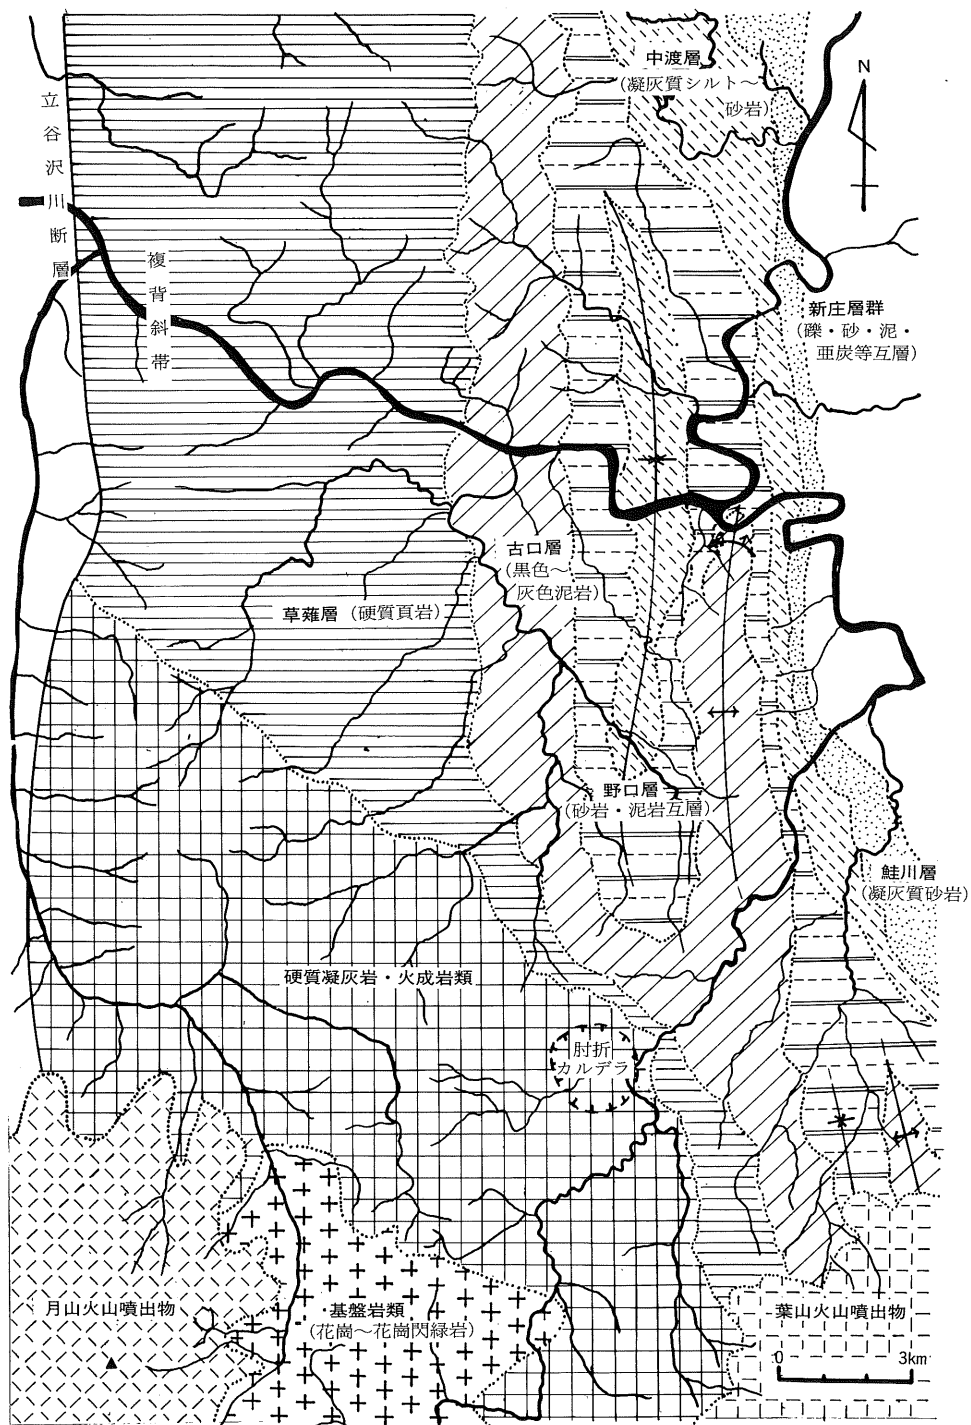 中渡層
(凝灰質シルト〜
砂岩)
N
立谷沢川断層
複背斜帯
新庄層群
(礫・砂・泥・
亜炭等互層)
古口層
(黒色〜
灰色泥岩)
草薙層(硬質頁岩)
野口層
(砂岩・泥岩互層)
鮭川層
(凝灰質砂岩)
硬質凝灰岩・火成岩類
肘折
カルデラ
月山火山噴出物
基盤岩類
(花崗〜花崗閃緑岩)
葉山火山噴出物
0 3km